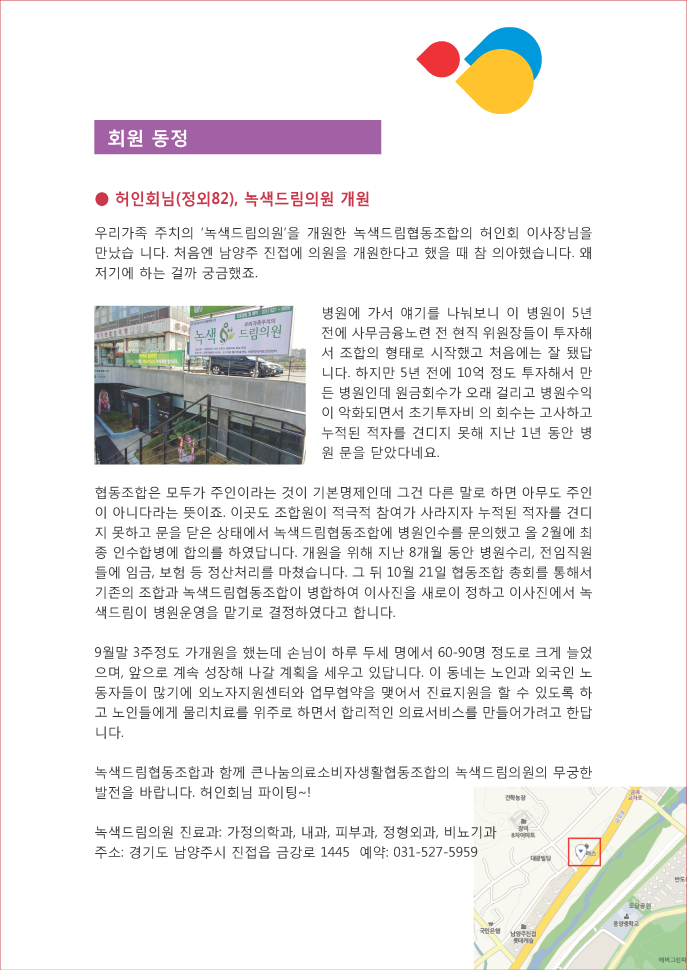 회원 동정
● 허인회님(정외82), 녹색드림의원 개원
우리가족 주치의 ‘녹색드림의원’을 개원한 녹색드림협동조합의 허인회 이사장님을
만났습 니다. 처음엔 남양주 진접에 의원을 개원한다고 했을 때 참 의아했습니다. 왜
저기에 하는 걸까 궁금했죠.
녹색 드림의원
병원에 가서 얘기를 나눠보니 이 병원이 5년
전에 사무금융노련 전 현직 위원장들이 투자해
서 조합의 형태로 시작했고 처음에는 잘 됐답
니다. 하지만 5년 전에 10억 정도 투자해서 만
든 병원인데 원금회수가 오래 걸리고 병원수익
이 악화되면서 초기투자비 의 회수는 고사하고
누적된 적자를 견디지 못해 지난 1년 동안 병
원 문을 닫았다네요.
협동조합은 모두가 주인이라는 것이 기본명제인데 그건 다른 말로 하면 아무도 주인
이 아니다라는 뜻이죠. 이곳도 조합원이 적극적 참여가 사라지자 누적된 적자를 견디
지 못하고 문을 닫은 상태에서 녹색드림협동조합에 병원인수를 문의했고 올 2월에 최
종 인수합병에 합의를 하였답니다. 개원을 위해 지난 8개월 동안 병원수리, 전임직원
들에 임금, 보험 등 정산처리를 마쳤습니다. 그 뒤 10월 21일 협동조합 총회를 통해서
기존의 조합과 녹색드림협동조합이 병합하여 이사진을 새로이 정하고 이사진에서 녹
색드림이 병원운영을 맡기로 결정하였다고 합니다.
9월말 3주정도 가개원을 했는데 손님이 하루 두세 명에서 60-90명 정도로 크게 늘었
으며, 앞으로 계속 성장해 나갈 계획을 세우고 있답니다. 이 동네는 노인과 외국인 노
동자들이 많기에 외노자지원센터와 업무협약을 맺어서 진료지원을 할 수 있도록 하
고 노인들에게 물리치료를 위주로 하면서 합리적인 의료서비스를 만들어가려고 한답
니다.
녹색드림협동조합과 함께 큰나눔의료소비자생활협동조합의 녹색드림의원의 무궁한
발전을 바랍니다. 허인회님 파이팅~!
녹색드림의원 진료과: 가정의학과, 내과, 피부과, 정형외과, 비뇨기과
주소: 경기도 남양주시 진접읍 금강로 1445 예약: 031-527-5959
건학농장
장미
대광빌딩
국민은행
남양주진접
롯데캐슬
풍양중학교